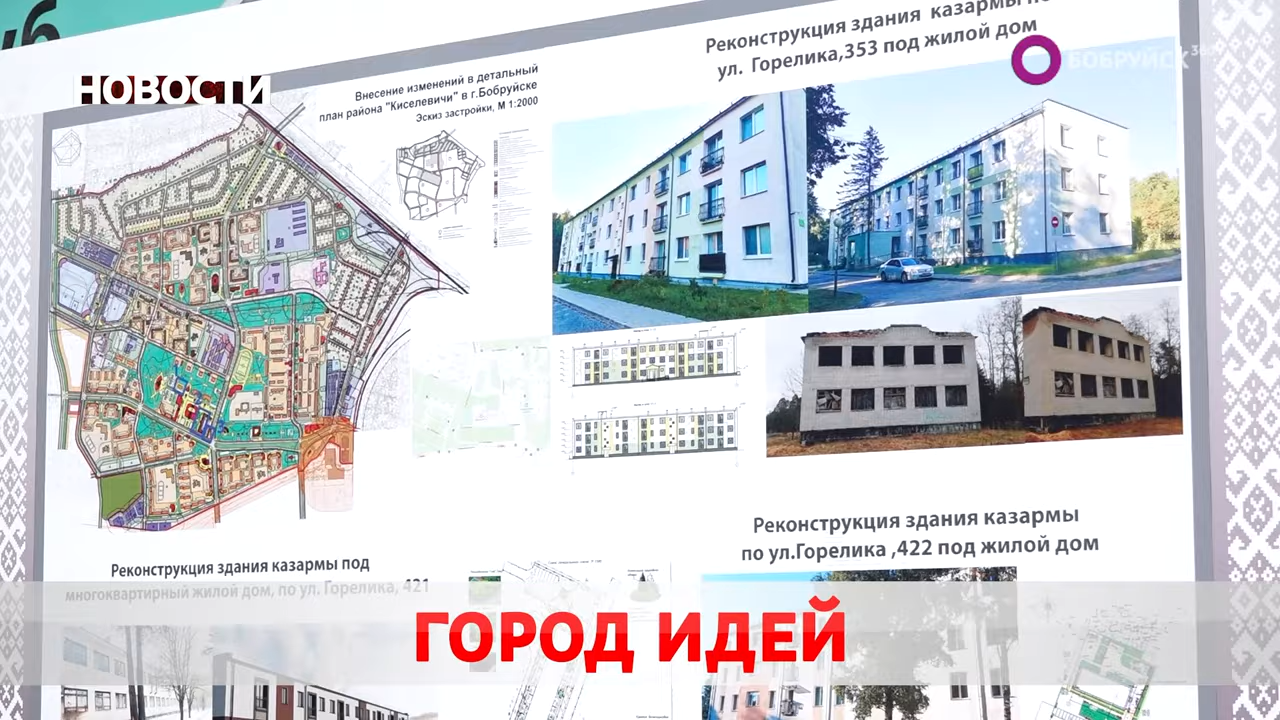 НОВОСТИ
БОБРУЙСК
Внесение изменений в детальный
план района "Киселевичи" в г.Бобруйске
Эскиз застройки, М 1:2000
Реконструкция здания казармы
ул. Горелика,353 под жилой дом
Реконструкция здания казармы
по ул.Горелика ,422 под жилой дом
Реконструкция здания казармы под
многоквартирный жилой дом, по ул. Горелика, 421
ГОРОД ИДЕЙ